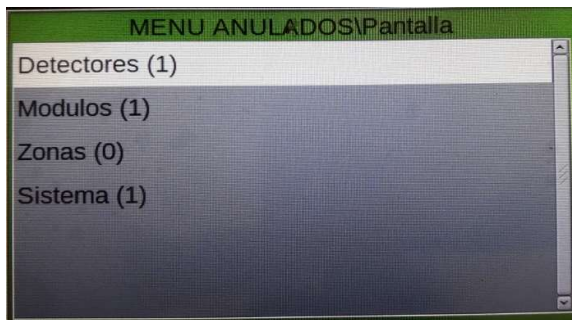 MENU ANULADOS\Pantalla
Detectores (1)
Modulos (1)
Zonas (0)
Sistema (1)